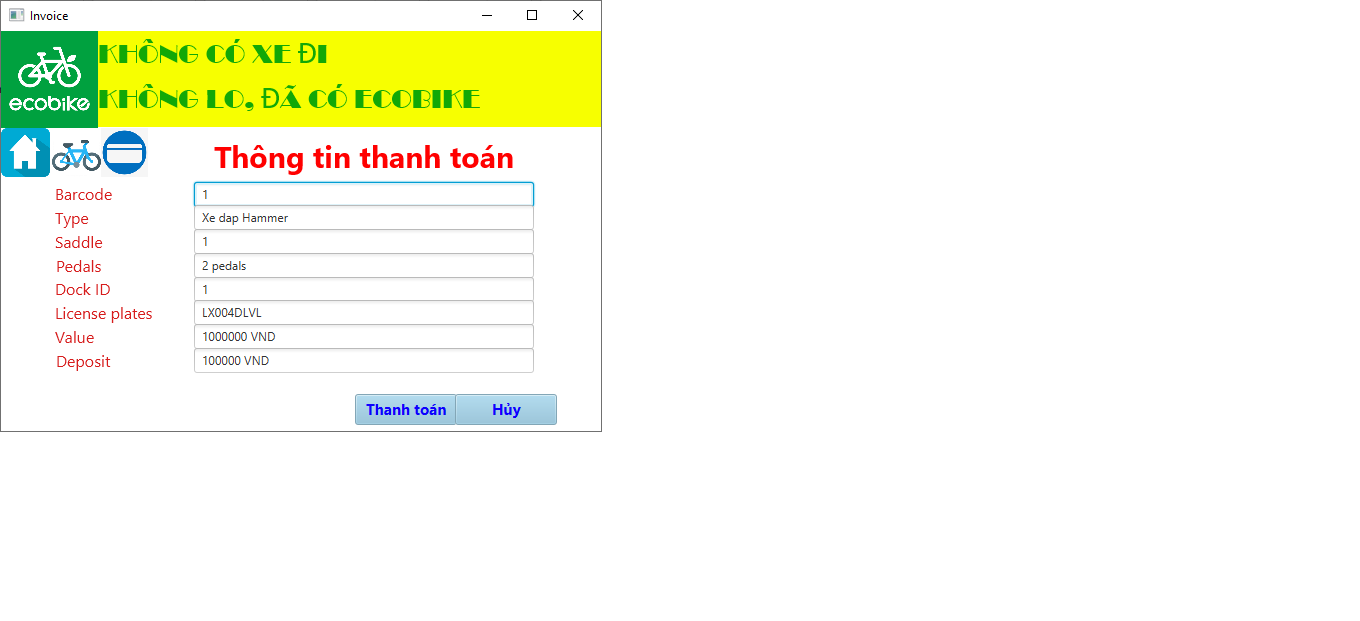 Invoice
KHÔNG CÓ XE ĐI
KHÔNG LO, ĐÃ CÓ ECOBIKE
ecobike
Thông tin thanh toán
Barcode 1
Type Xe dap Hammer
Saddle 1
Pedals 2 pedals
Dock ID 1
License plates LX004DLVL
Value 1000000 VND
Deposit 100000 VND
Thanh toán Hủy